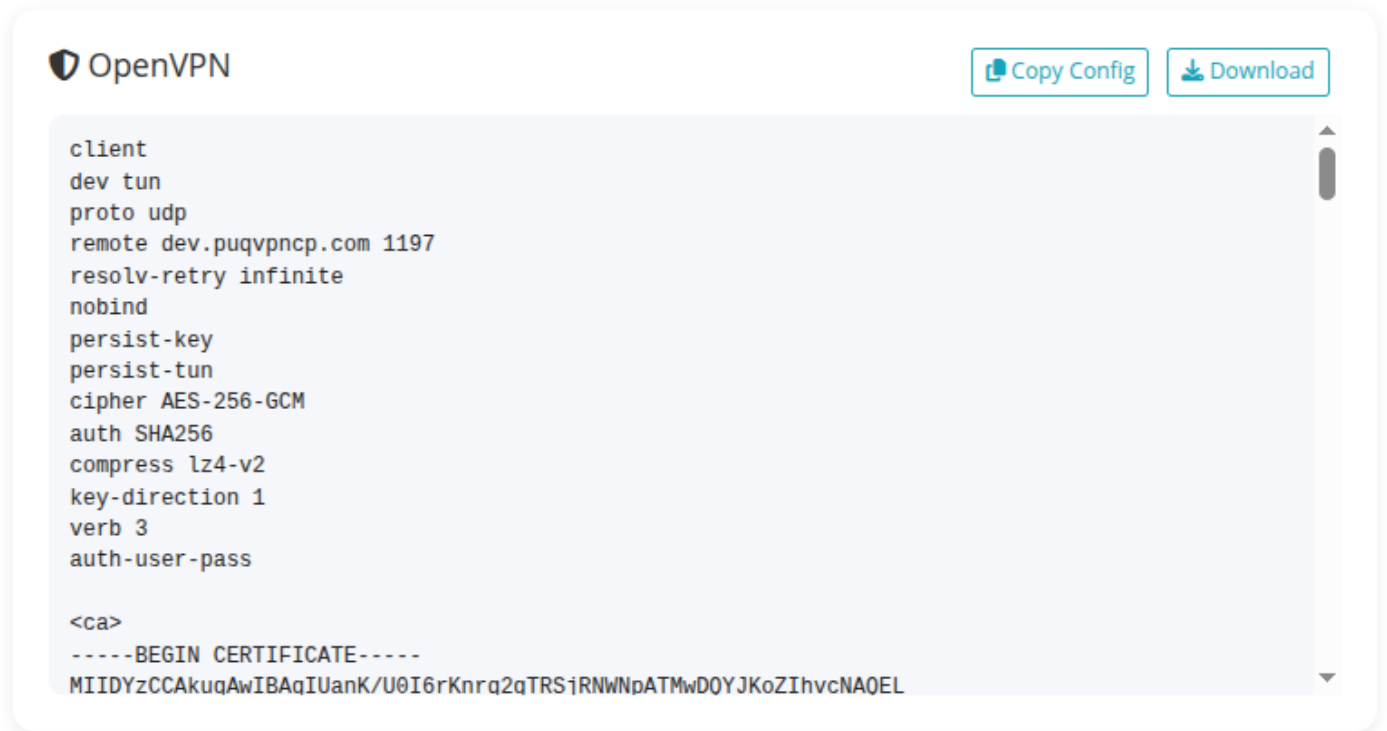 OpenVPN
Copy Config
Download
client
dev tun
proto udp
remote dev.puqvpncp.com 1197
resolv-retry infinite
nobind
persist-key
persist-tun
cipher AES-256-GCM
auth SHA256
compress lz4-v2
key-direction 1
verb 3
auth-user-pass
<ca>
-----BEGIN CERTIFICATE-----
MIIDYzCCAkugAwIBAgIUanK/U0I6rKnrq2gTRSjRNWNpATMwDQYJKoZIhvcNAQEL